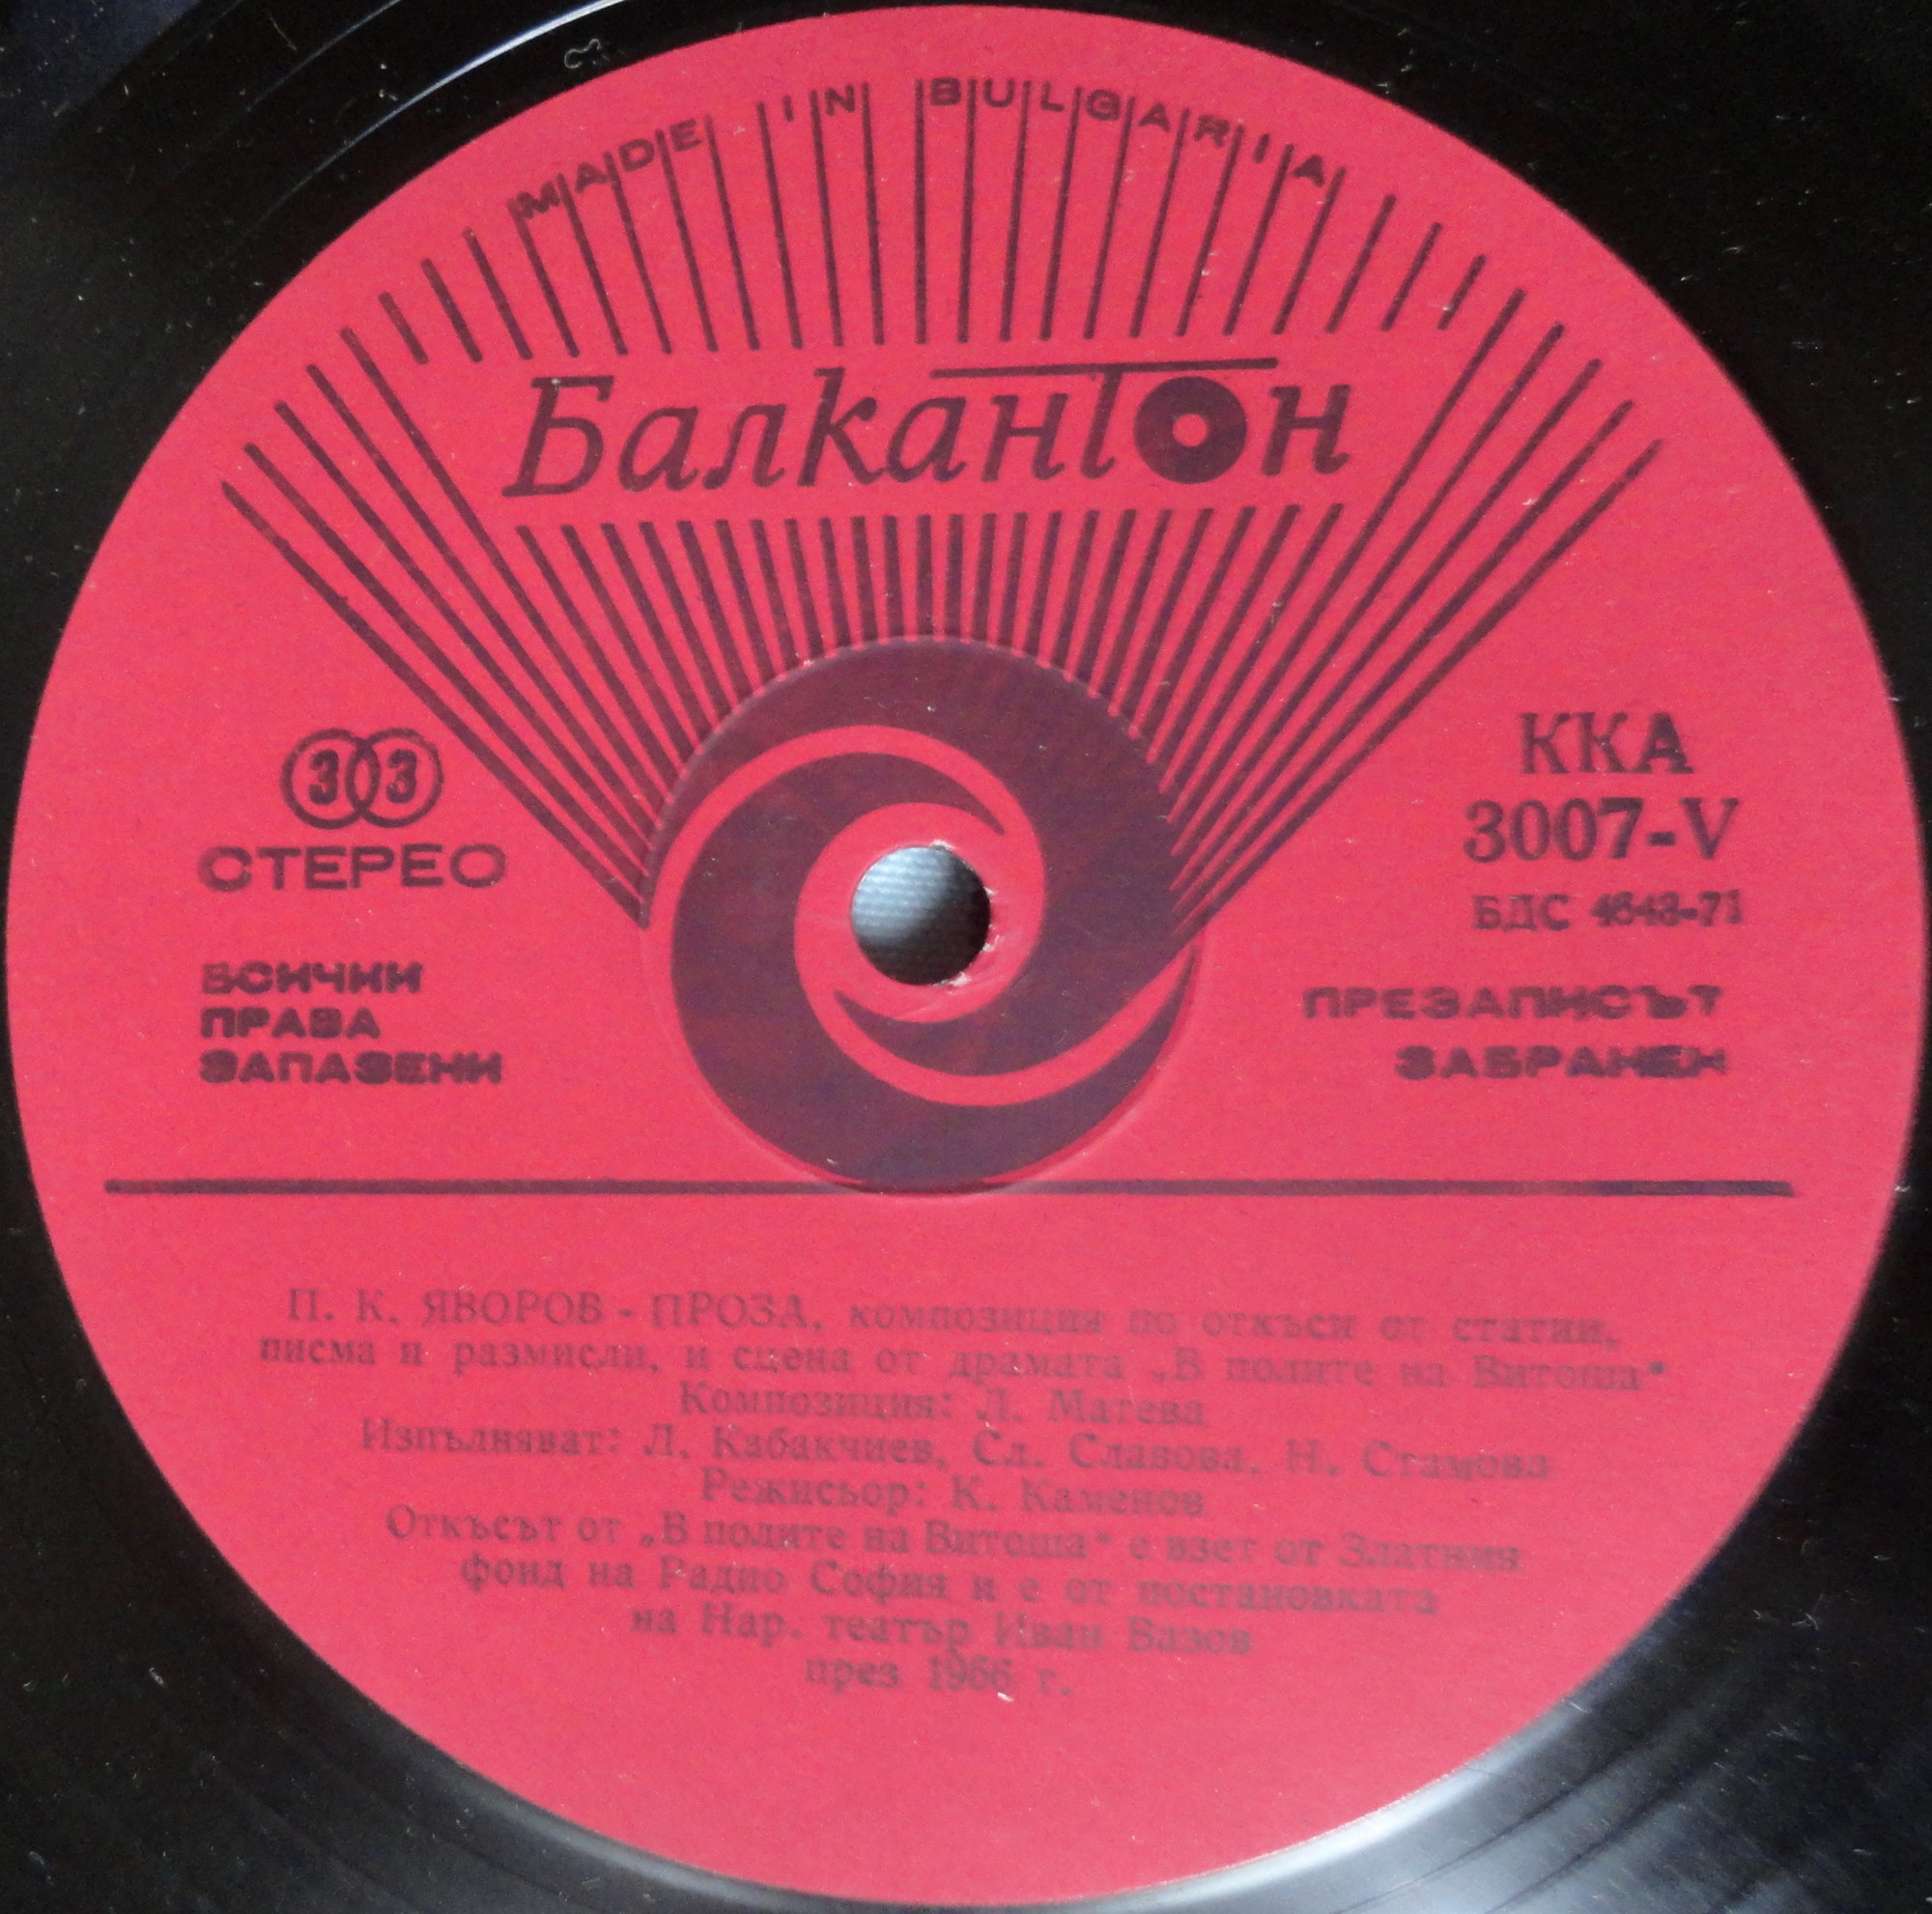 MADE IN BULGARIA
Балкантон
33
СТЕРЕО
ККА
3007-V
БДС 4643-71
ВСИЧКИ
ПРАВА
ЗАПАЗЕНИ
ПРЕЗАПИСЪТ
ЗАБРАНЕН
П. К. ЯВОРОВ - ПРОЗА, композиция по откъси от статии,
писма и размисли, и сцена от драмата „В полите на Витоша“
Композиция: Л. Матева
Изпълняват: Л. Кабакчиев, Сл. Славова, Н. Стамова
Режисьор: К. Каменов
Откъсът от „В полите на Витоша“ е взет от Златния
фонд на Радио София и е от постановката
на Нар. театър Иван Вазов
през 1956 г.